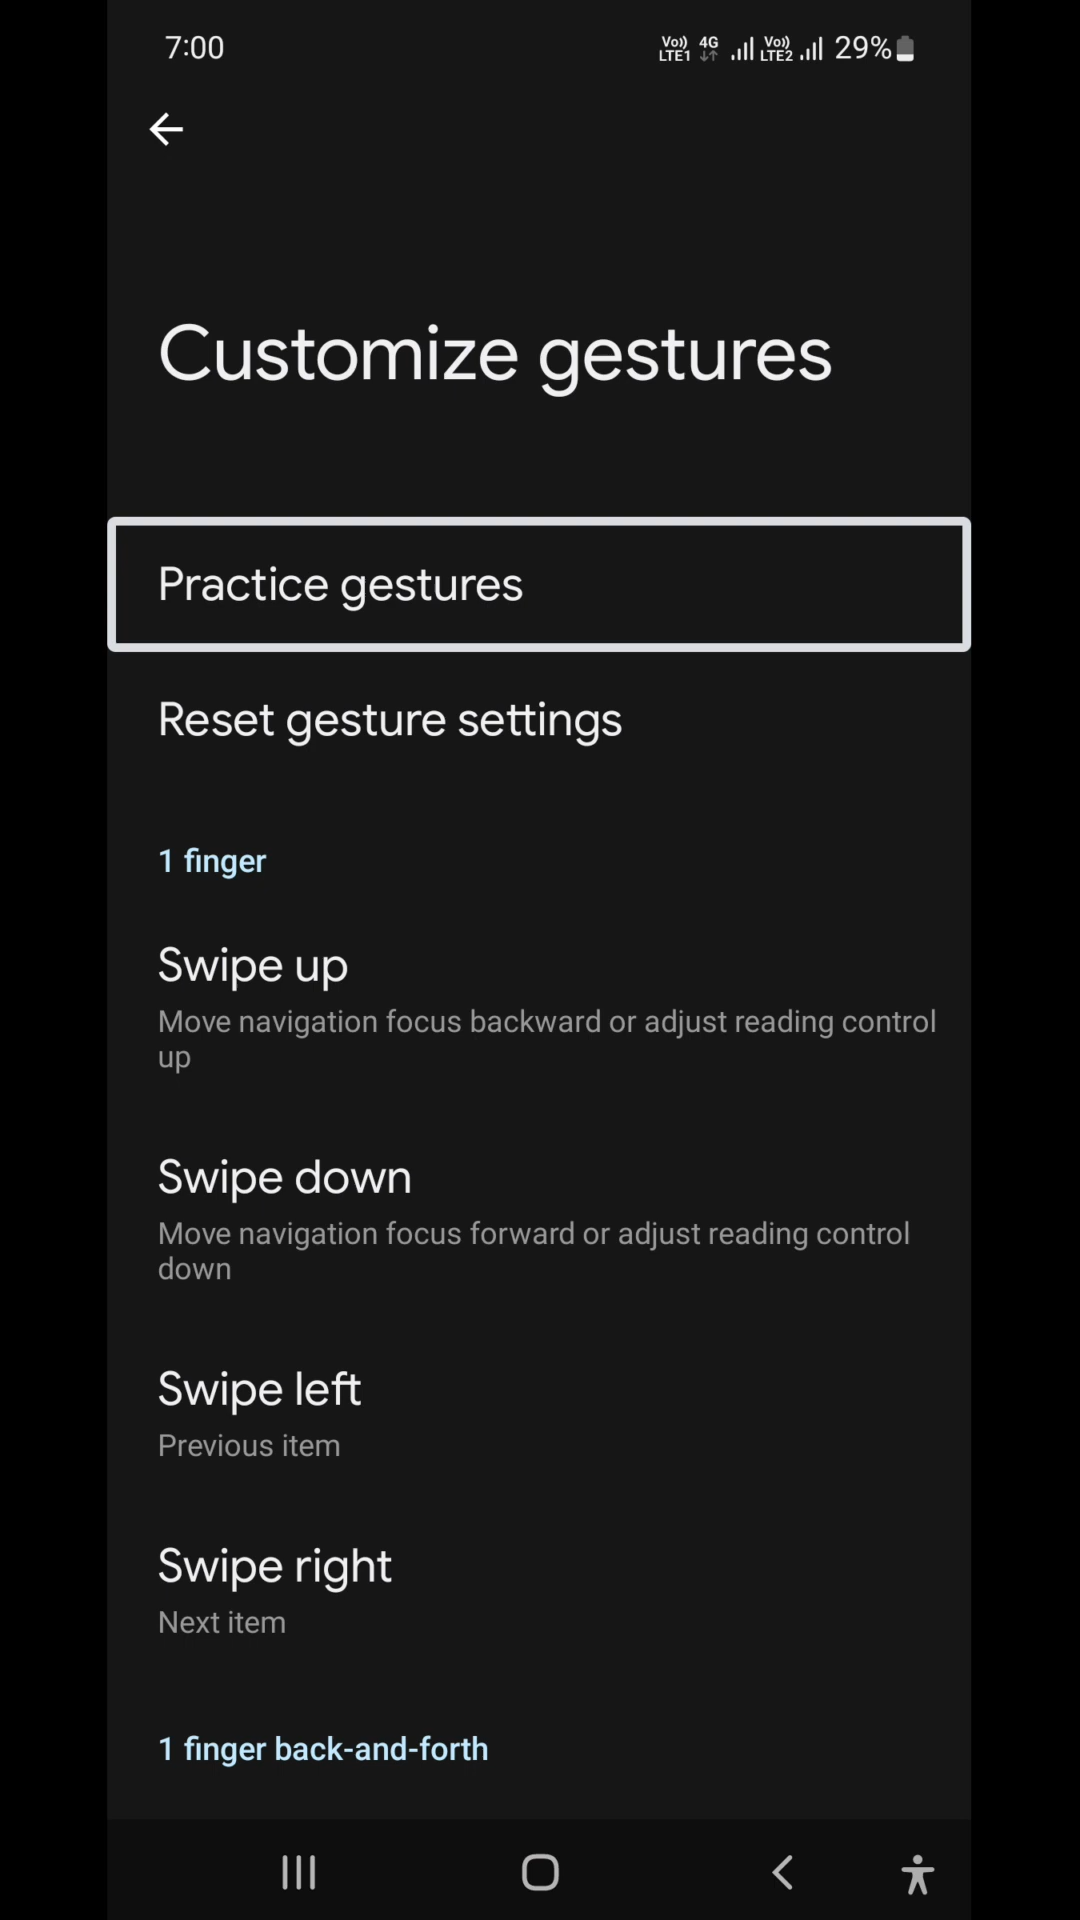 7:00 Vo)) LTE1 4G Vo)) LTE2 29%
Customize gestures
Practice gestures
Reset gesture settings
1 finger
Swipe up
Move navigation focus backward or adjust reading control
up
Swipe down
Move navigation focus forward or adjust reading control
down
Swipe left
Previous item
Swipe right
Next item
1 finger back-and-forth